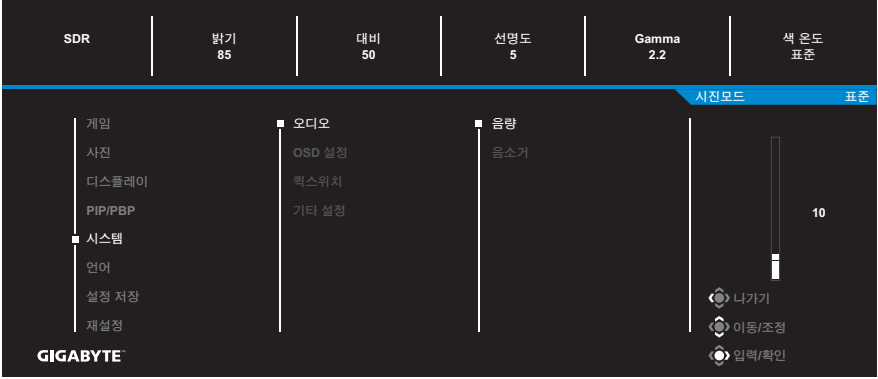 SDR
밝기
85
대비
50
선명도
5
Gamma
2.2
색 온도
표준
시진모드 표준
게임
사진
디스플레이
PIP/PBP
시스템
언어
설정 저장
재설정
오디오
OSD 설정
퀵스위치
기타 설정
음량
음소거
10
나가기
이동/조정
입력/확인
GIGABYTE™